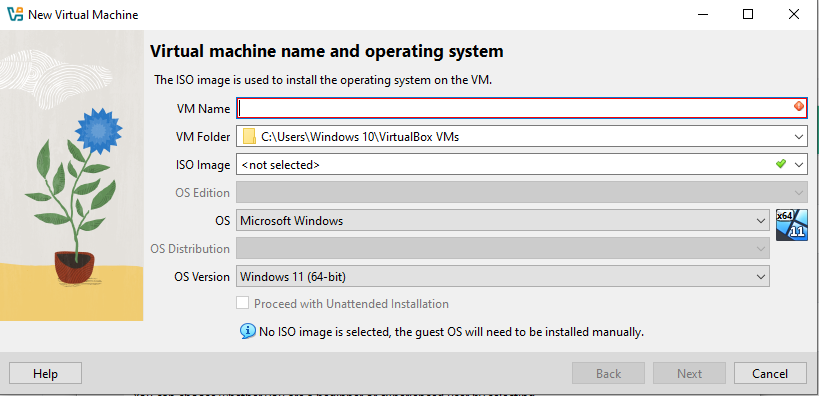 New Virtual Machine
Virtual machine name and operating system
The ISO image is used to install the operating system on the VM.
VM Name
VM Folder C:\Users\Windows 10\VirtualBox VMs
ISO Image <not selected>
OS Edition
OS Microsoft Windows
x64
11
OS Distribution
OS Version Windows 11 (64-bit)
Proceed with Unattended Installation
No ISO image is selected, the guest OS will need to be installed manually.
Help Back Next Cancel